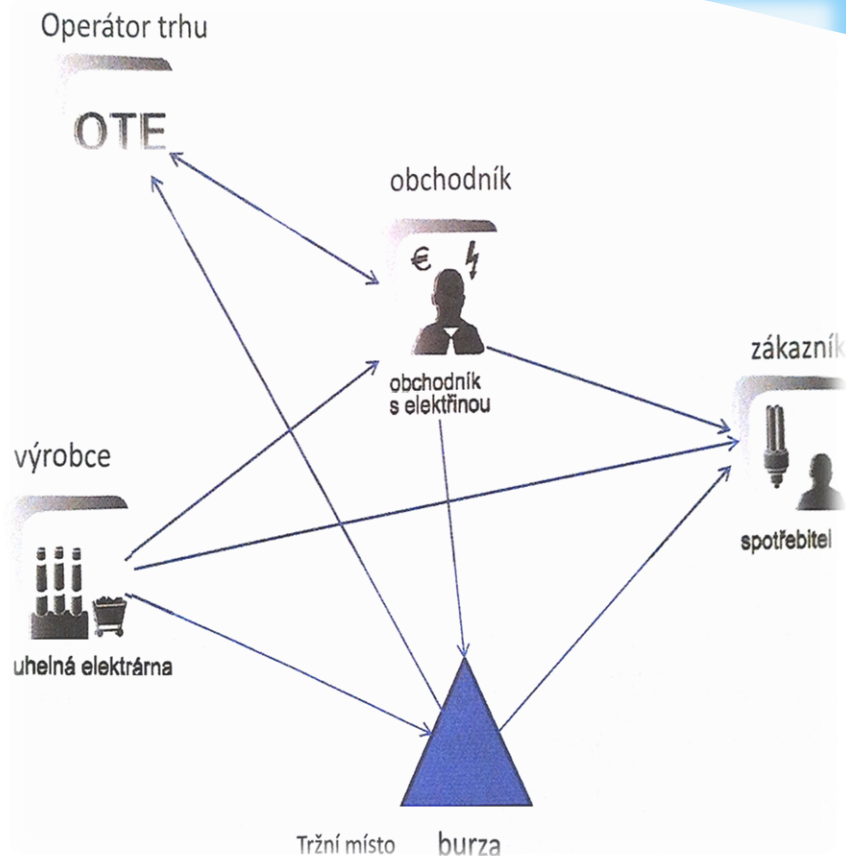 Operátor trhu
OTE
obchodník
€
obchodník
s elektřinou
zákazník
spotřebitel
výrobce
uhelná elektrárna
Tržní místo burza